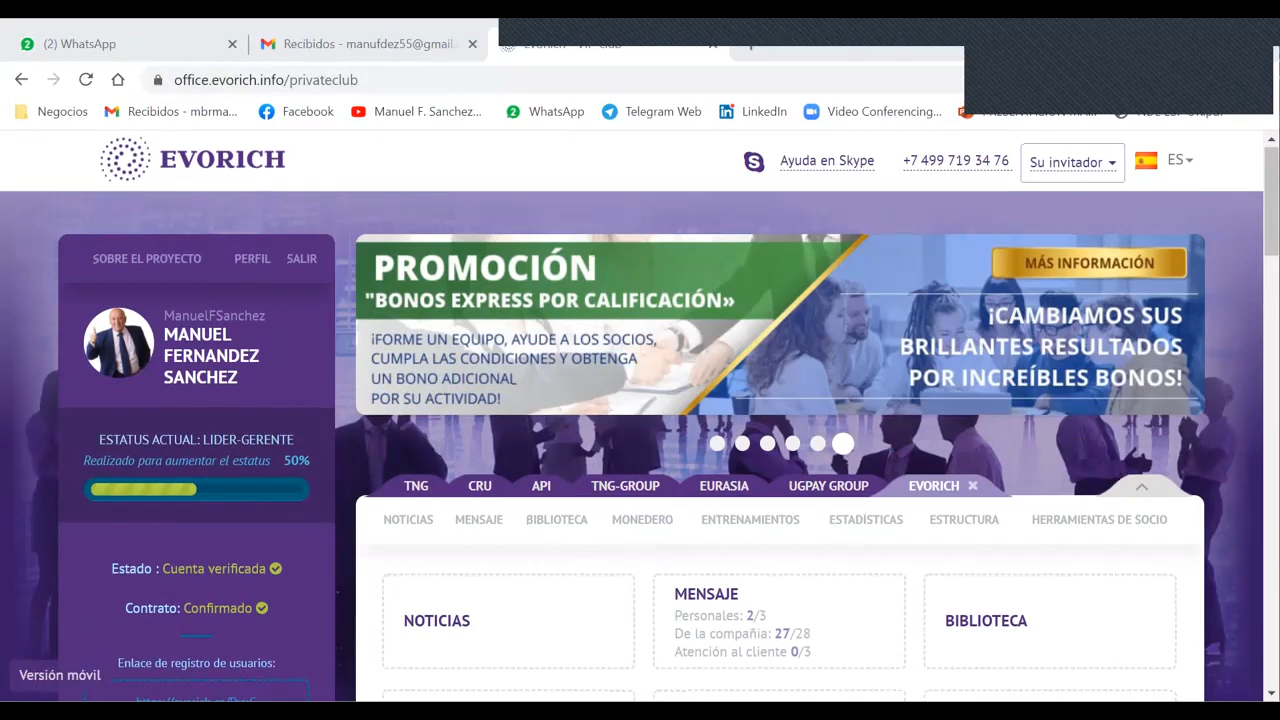 (2) WhatsApp
Recibidos - manufdez55@gmail.
office.evorich.info/privateclub
Negocios
Recibidos - mbrma...
Facebook
Manuel F. Sanchez...
WhatsApp
Telegram Web
LinkedIn
Video Conferencing...
EVORICH
Ayuda en Skype
+7 499 719 34 76
Su invitador
ES
SOBRE EL PROYECTO
PERFIL
SALIR
ManuelFSanchez
MANUEL
FERNANDEZ
SANCHEZ
ESTATUS ACTUAL: LIDER-GERENTE
Realizado para aumentar el estatus 50%
Estado : Cuenta verificada
Contrato: Confirmado
Enlace de registro de usuarios:
Versión móvil
PROMOCIÓN
"BONOS EXPRESS POR CALIFICACIÓN»
¡FORME UN EQUIPO, AYUDE A LOS SOCIOS,
CUMPLA LAS CONDICIONES Y OBTENGA
UN BONO ADICIONAL
POR SU ACTIVIDAD!
MÁS INFORMACIÓN
¡CAMBIAMOS SUS
BRILLANTES RESULTADOS
POR INCREÍBLES BONOS!
TNG
CRU
API
TNG-GROUP
EURASIA
UGPAY GROUP
EVORICH
NOTICIAS
MENSAJE
BIBLIOTECA
MONEDERO
ENTRENAMIENTOS
ESTADÍSTICAS
ESTRUCTURA
HERRAMIENTAS DE SOCIO
NOTICIAS
MENSAJE
Personales: 2/3
De la compañia: 27/28
Atención al cliente 0/3
BIBLIOTECA